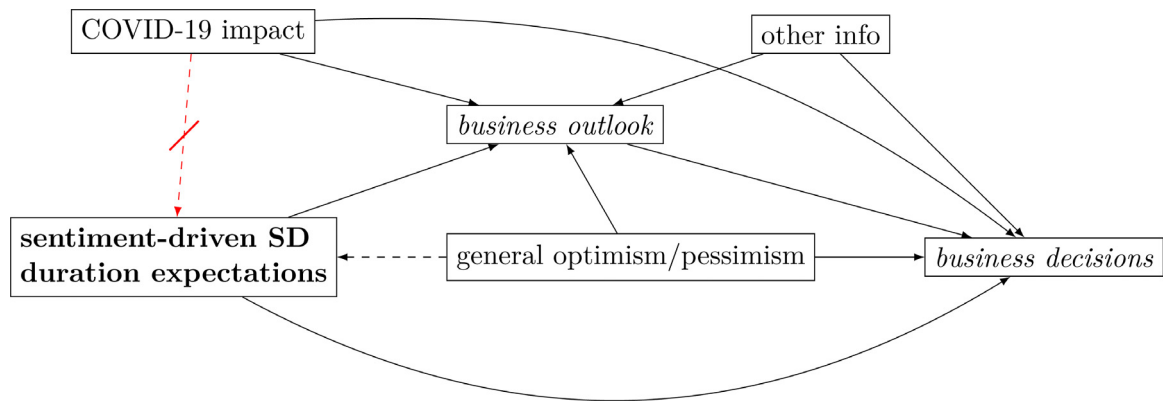 COVID-19 impact
other info
business outlook
sentiment-driven SD
duration expectations
general optimism/pessimism
business decisions